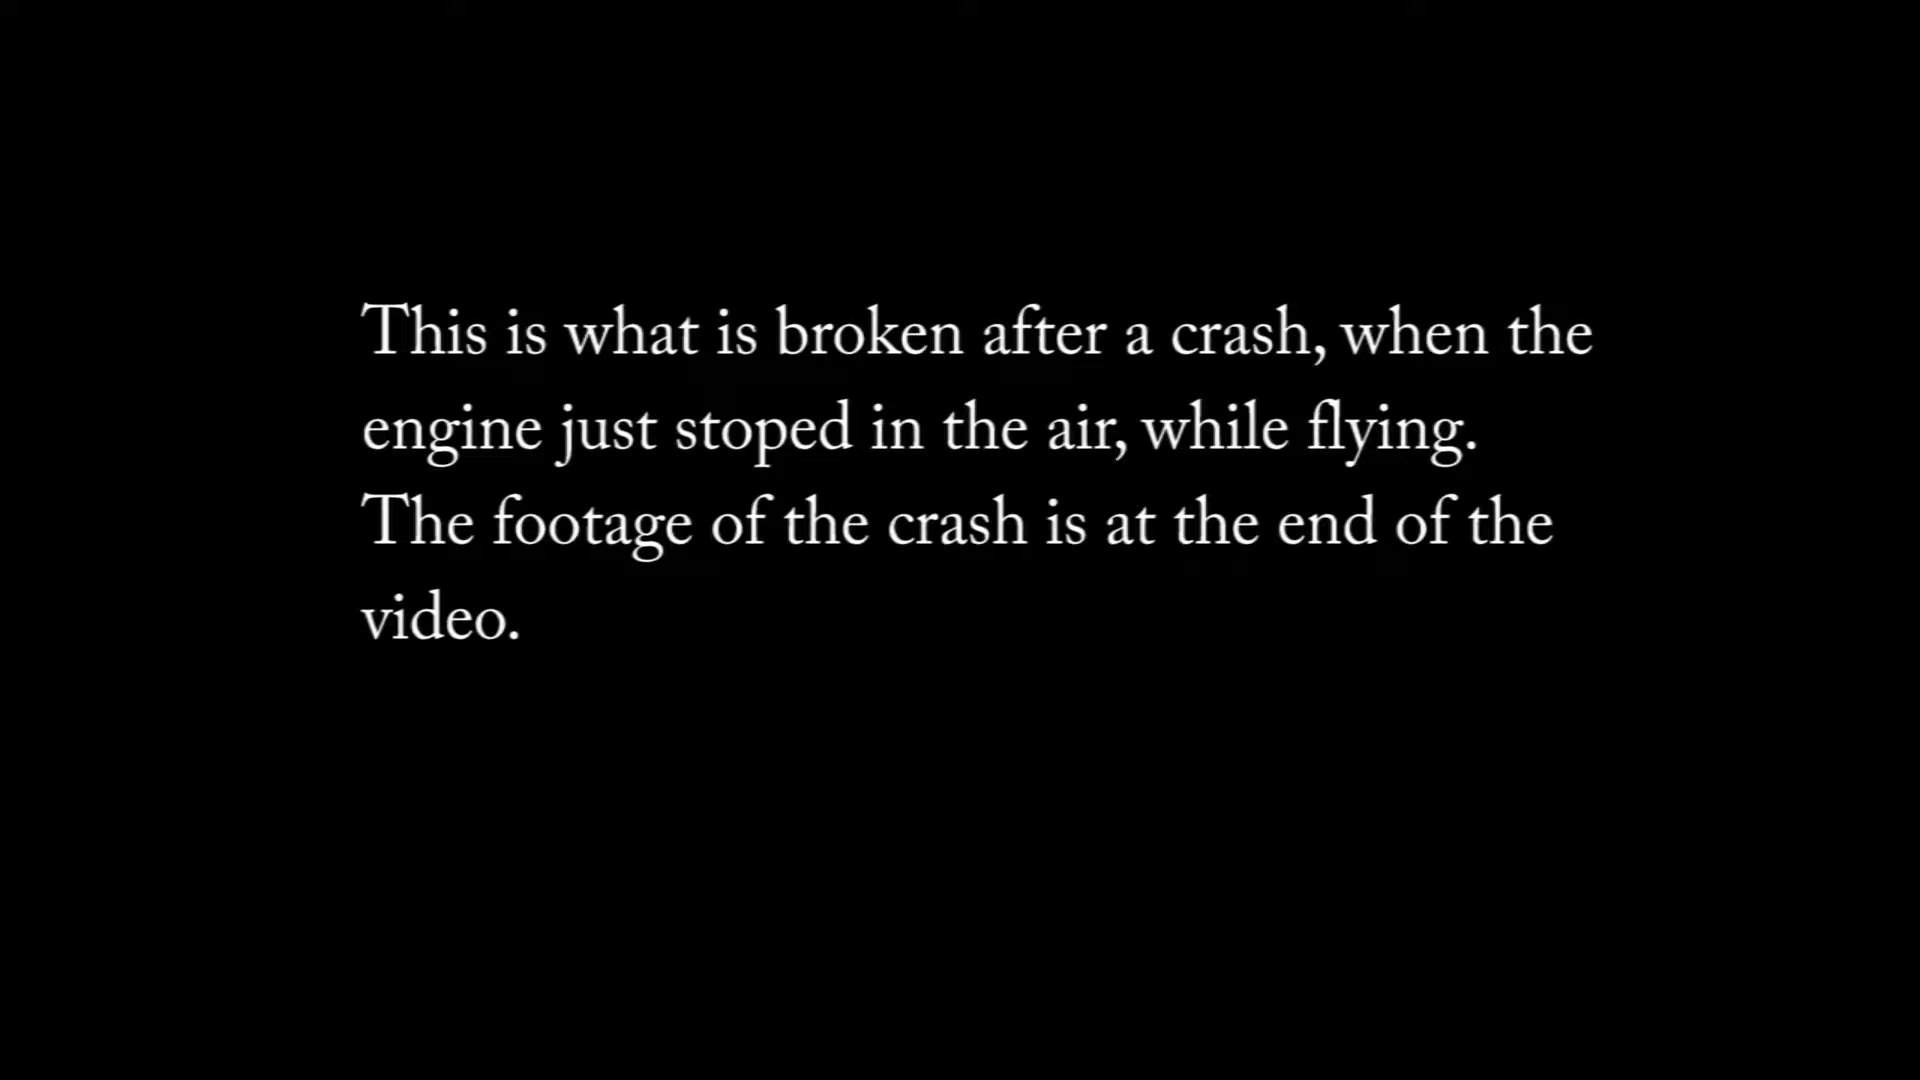 This is what is broken after a crash, when the
engine just stoped in the air, while flying.
The footage of the crash is at the end of the
video.